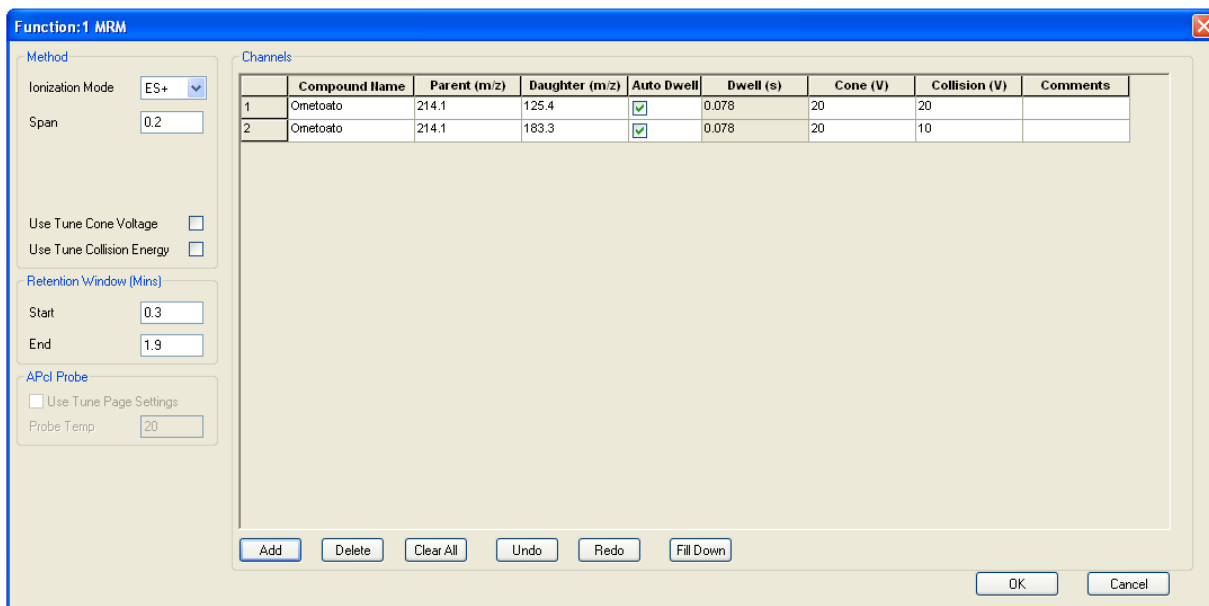 Function:1 MRM
Method
Ionization Mode ES+
Span 0.2
Use Tune Cone Voltage
Use Tune Collision Energy
Retention Window (Mins)
Start 0.3
End 1.9
APcI Probe
Use Tune Page Settings
Probe Temp 20
Channels
Compound Name Parent (m/z) Daughter (m/z) Auto Dwell Dwell (s) Cone (V) Collision (V) Comments
1 Ometoato 214.1 125.4 0.078 20 20
2 Ometoato 214.1 183.3 0.078 20 10
Add Delete Clear All Undo Redo Fill Down
OK Cancel